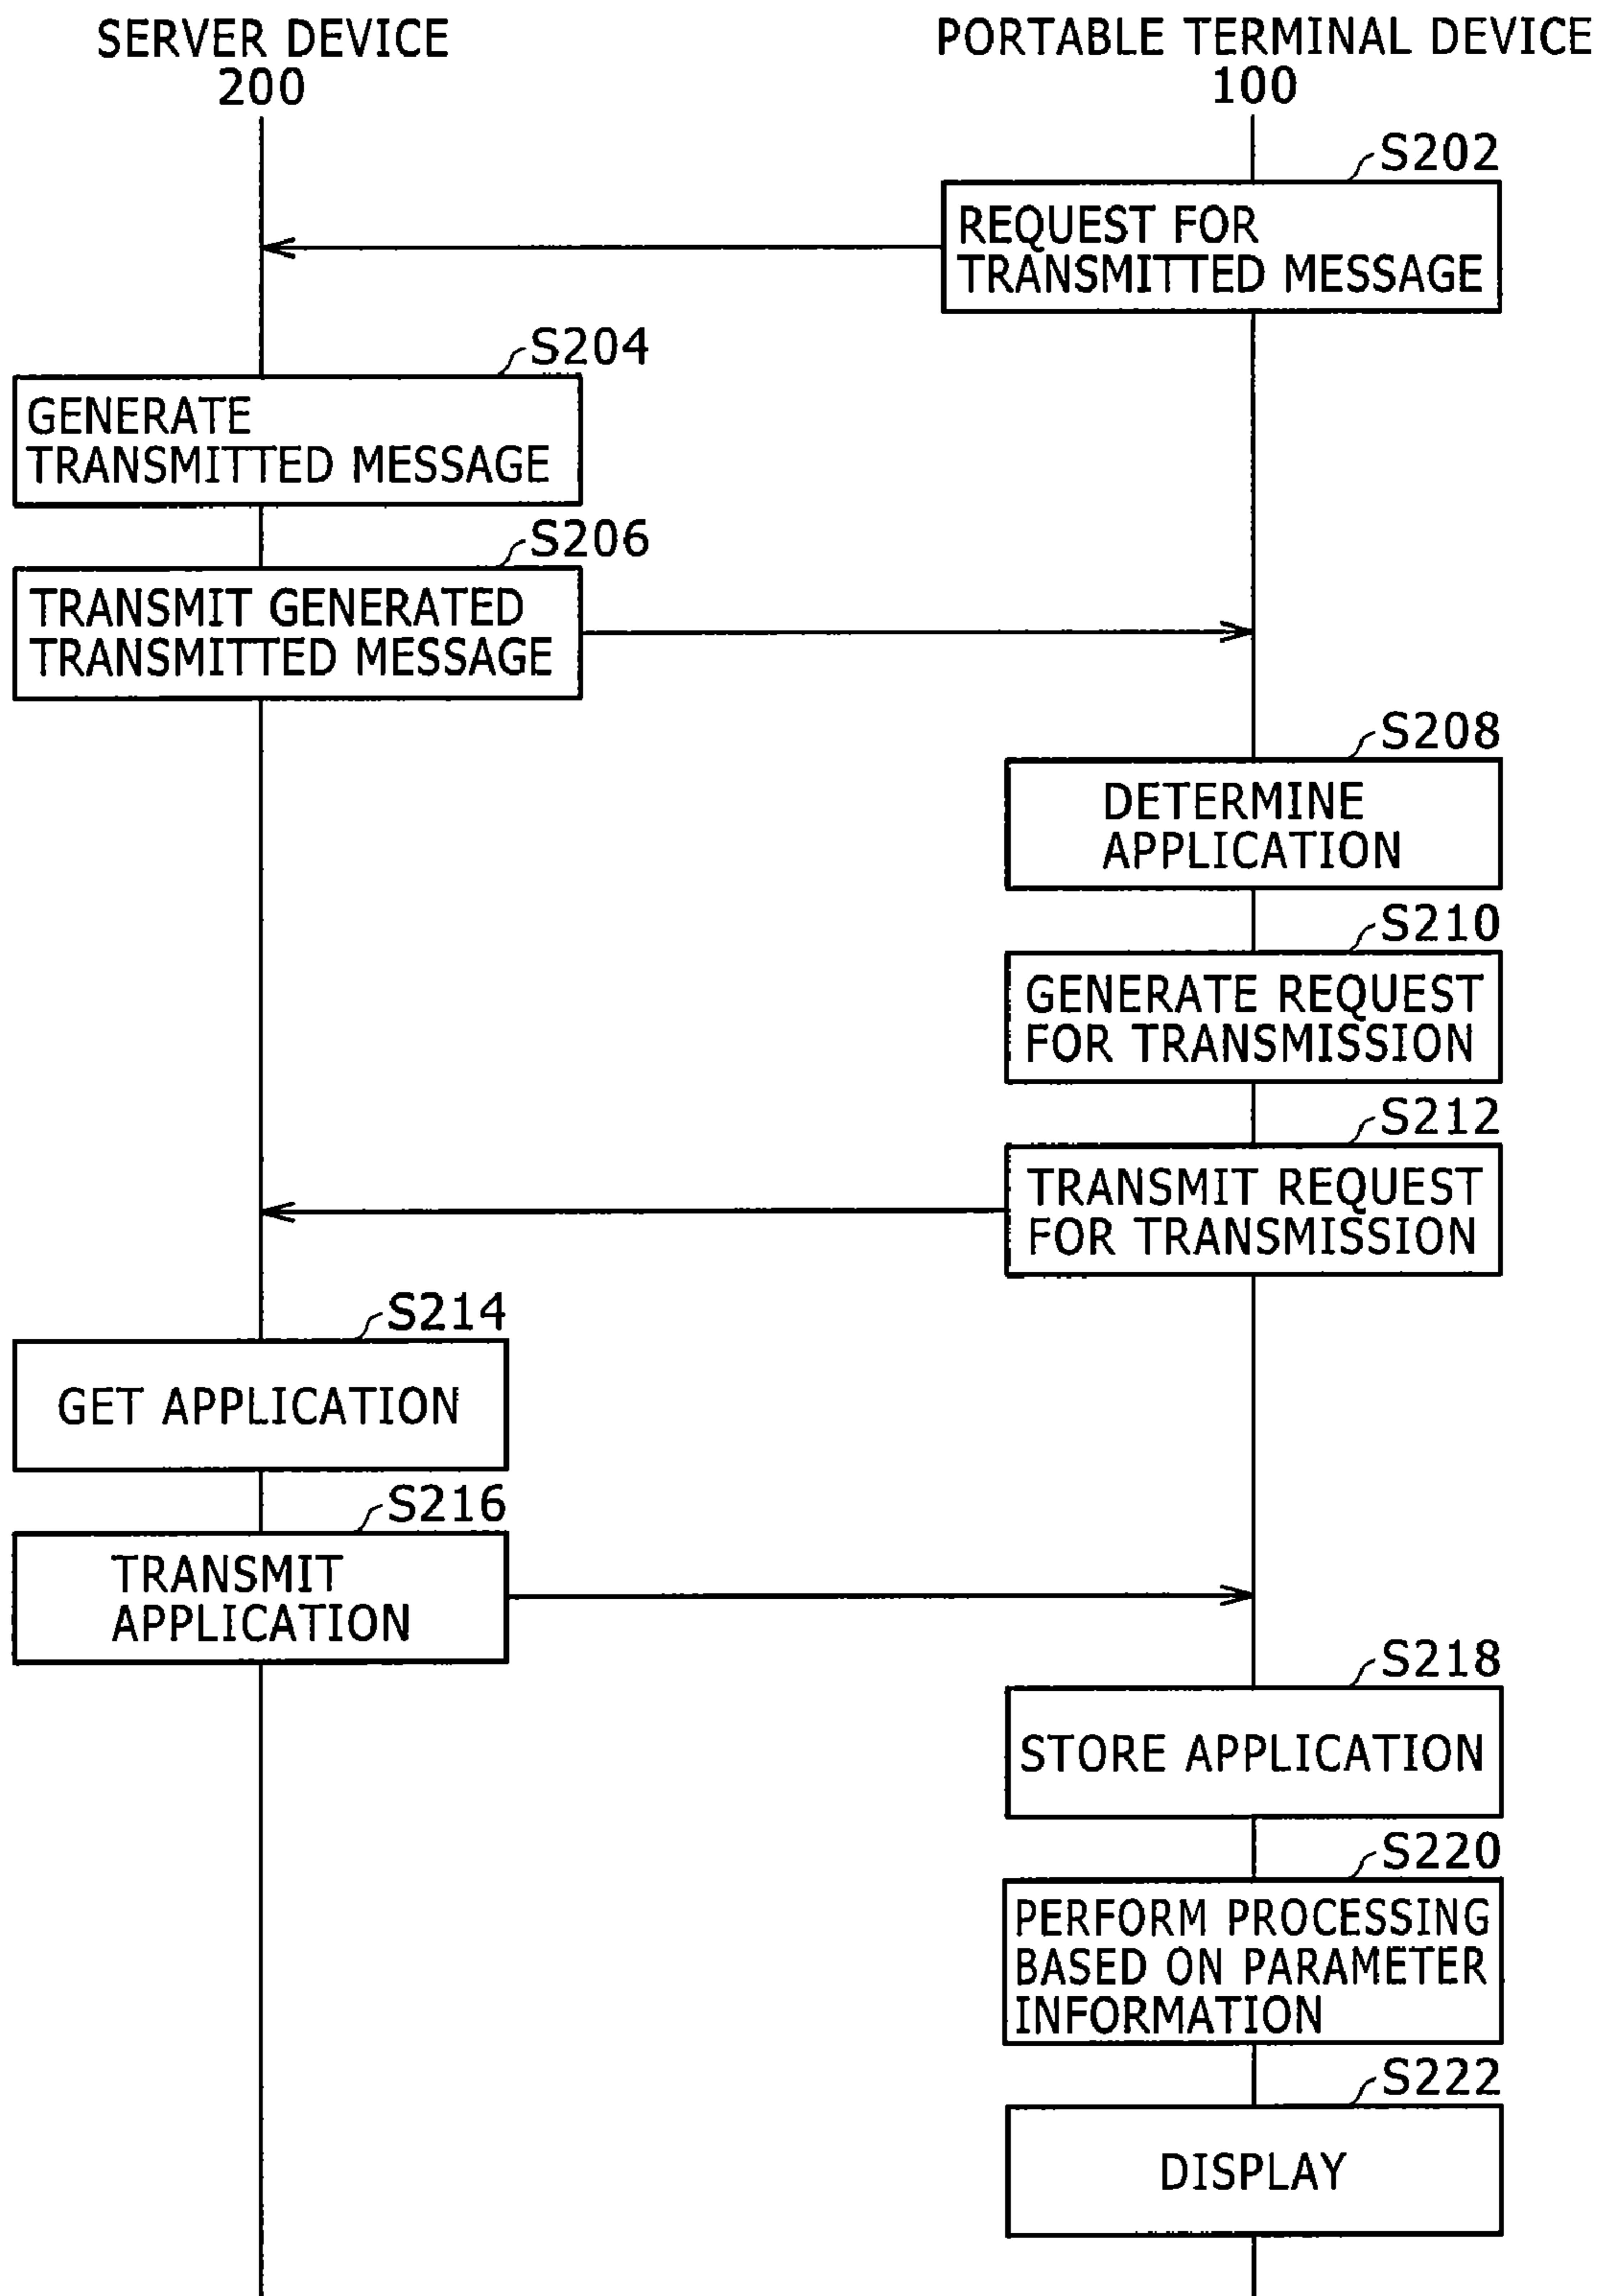 SERVER DEVICE
200
PORTABLE TERMINAL DEVICE
100
S202
REQUEST FOR
TRANSMITTED MESSAGE
S204
GENERATE
TRANSMITTED MESSAGE
S206
TRANSMIT GENERATED
TRANSMITTED MESSAGE
S208
DETERMINE
APPLICATION
S210
GENERATE REQUEST
FOR TRANSMISSION
S212
TRANSMIT REQUEST
FOR TRANSMISSION
S214
GET APPLICATION
S216
TRANSMIT
APPLICATION
S218
STORE APPLICATION
S220
PERFORM PROCESSING
BASED ON PARAMETER
INFORMATION
S222
DISPLAY